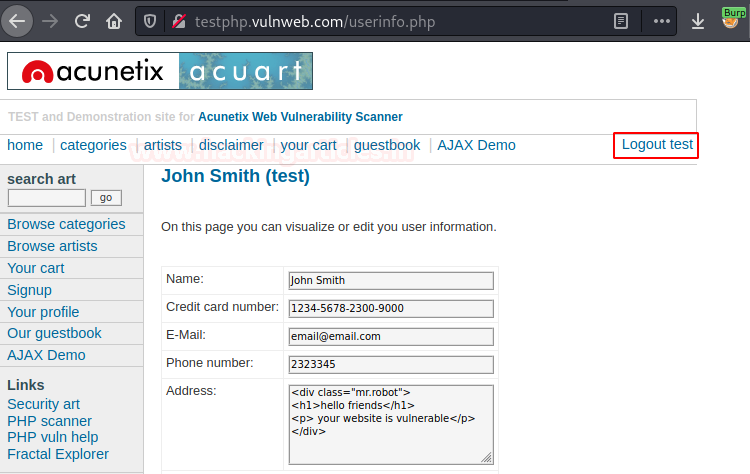 testphp.vulnweb.com/userinfo.php
Burp
acunetix acuart
TEST and Demonstration site for Acunetix Web Vulnerability Scanner
home | categories | artists | disclaimer | your cart | guestbook | AJAX Demo
Logout test
www.hackingarticles.in
search art
go
Browse categories
Browse artists
Your cart
Signup
Your profile
Our guestbook
AJAX Demo
Links
Security art
PHP scanner
PHP vuln help
Fractal Explorer
John Smith (test)
On this page you can visualize or edit you user information.
Name: John Smith
Credit card number: 1234-5678-2300-9000
E-Mail: email@email.com
Phone number: 2323345
Address: <div class="mr.robot">
<h1>hello friends</h1>
<p> your website is vulnerable</p>
</div>